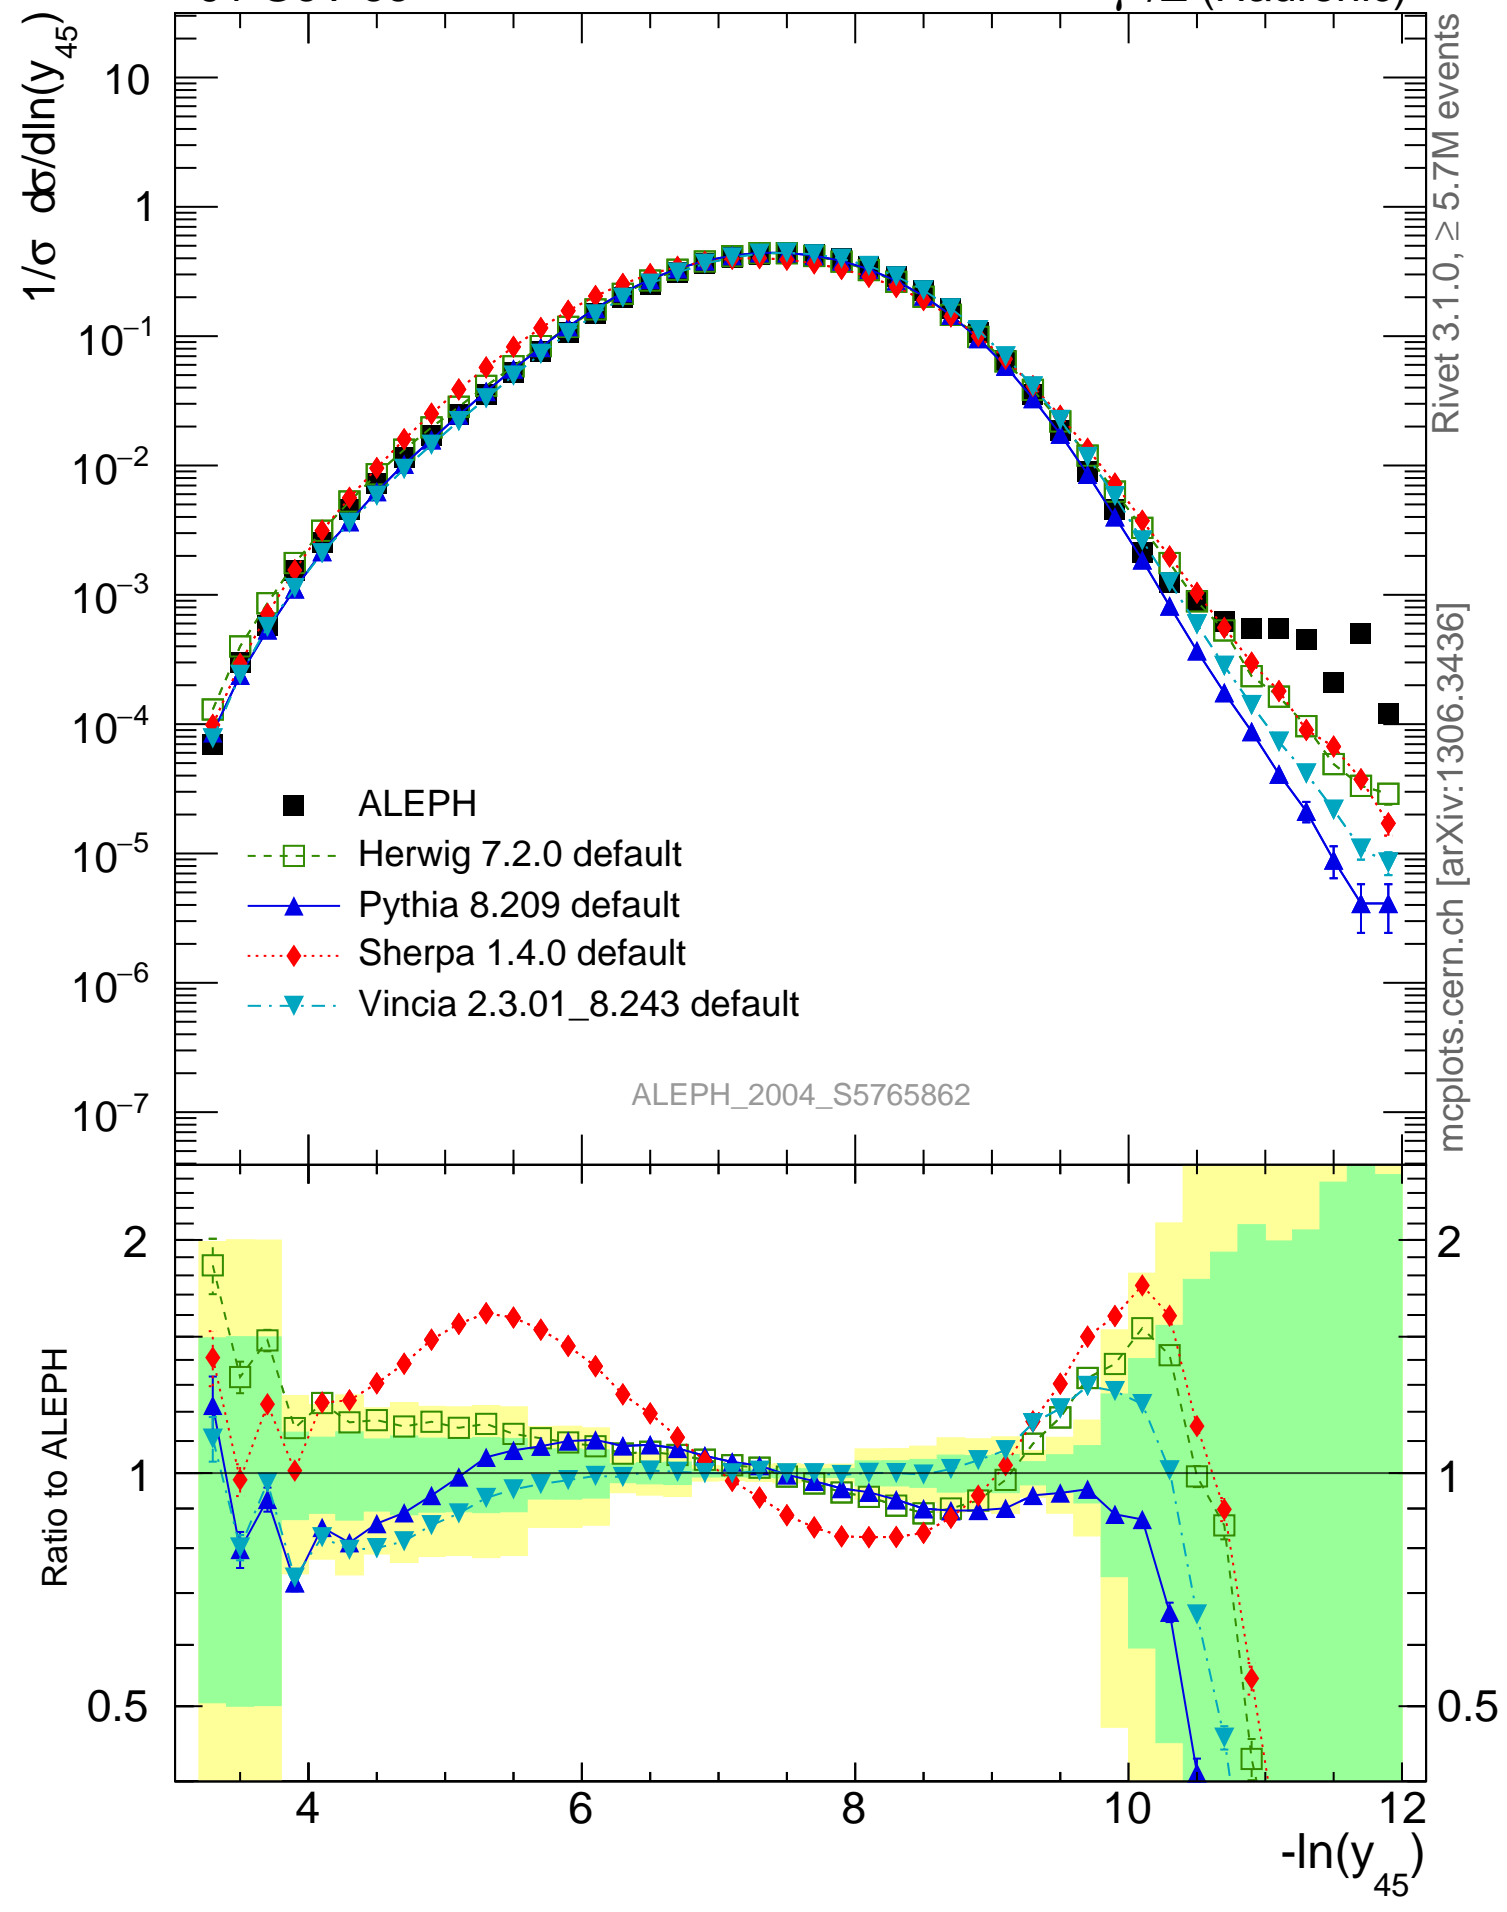 1/σ dσ/dln(y45)
10
1
10−1
10−2
10−3
10−4
10−5
10−6
10−7
ALEPH
Herwig 7.2.0 default
Pythia 8.209 default
Sherpa 1.4.0 default
Vincia 2.3.01_8.243 default
ALEPH_2004_S5765862
Rivet 3.1.0, ≥ 5.7M events
mcplots.cern.ch [arXiv:1306.3436]
Ratio to ALEPH
2
1
0.5
2
1
0.5
4 6 8 10 12
-ln(y45)